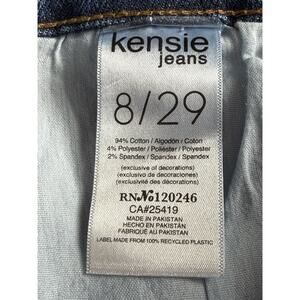 kensie
jeans
8/29
94% Cotton / Algodón / Coton
4% Polyester / Poliéster / Polyester
2% Spandex / Spandex / Spandex
(exclusive of decorations)
(exclusivo de decoraciones)
(exclusivité des décorations)
RN№120246
CA#25419
MADE IN PAKISTAN
HECHO EN PAKISTÁN
FABRIQUÉ AU PAKISTAN
LABEL MADE FROM 100% RECYCLED PLASTIC